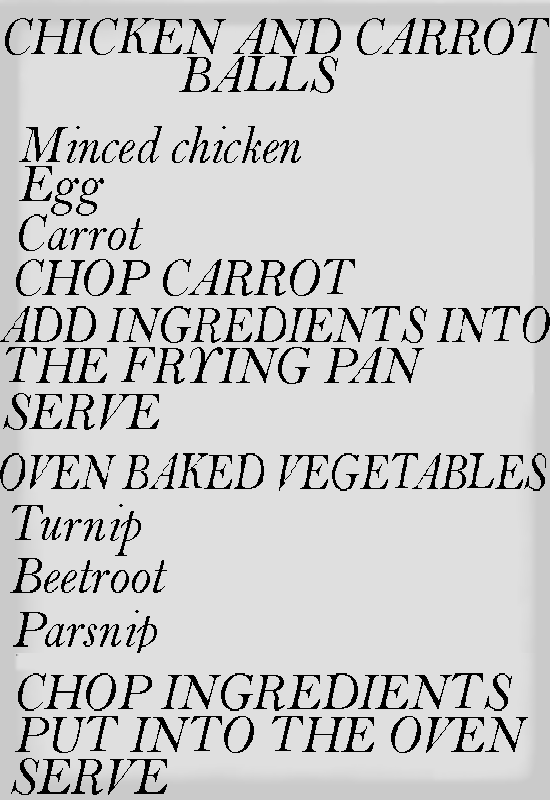 CHICKEN AND CARROT
BALLS
Minced chicken
Egg
Carrot
CHOP CARROT
ADD INGREDIENTS INTO
THE FRYING PAN
SERVE
OVEN BAKED VEGETABLES
Turnip
Beetroot
Parsnip
CHOP INGREDIENTS
PUT INTO THE OVEN
SERVE